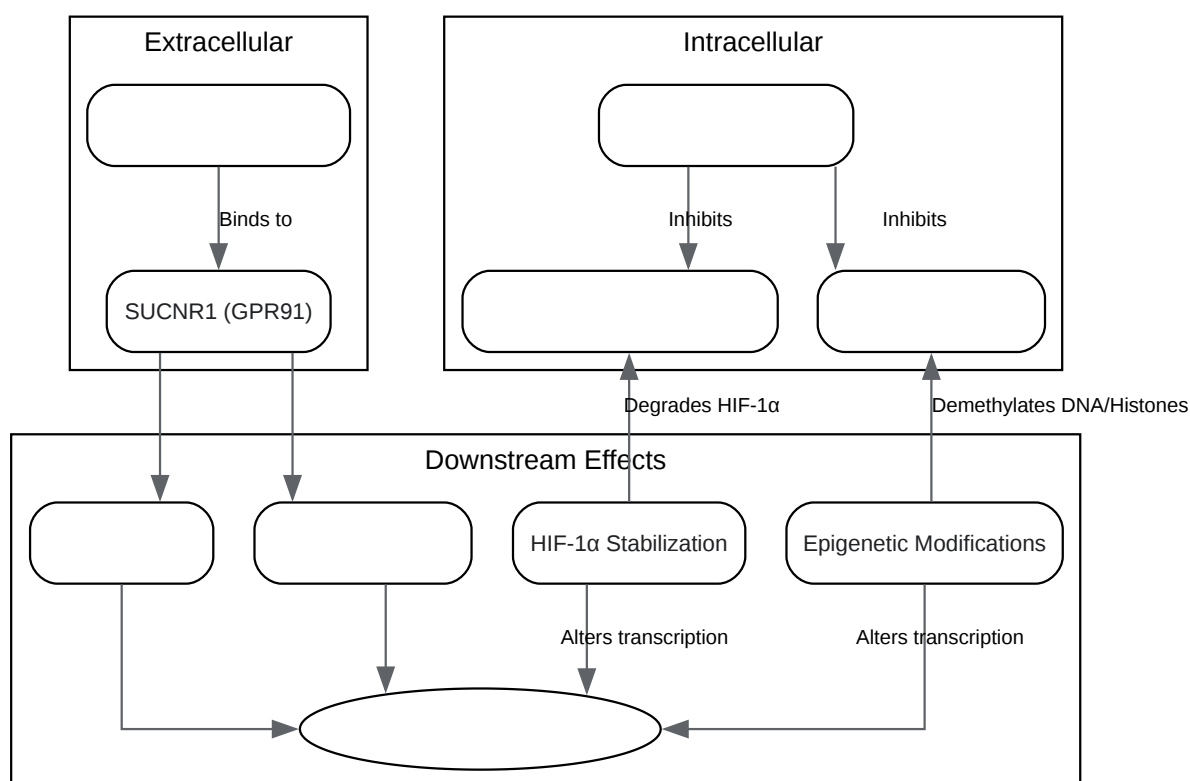 Extracellular
Intracellular
Binds to
Inhibits
Inhibits
SUCNR1 (GPR91)
Degrades HIF-1α
Demethylates DNA/Histones
Downstream Effects
HIF-1α Stabilization
Epigenetic Modifications
Alters transcription
Alters transcription